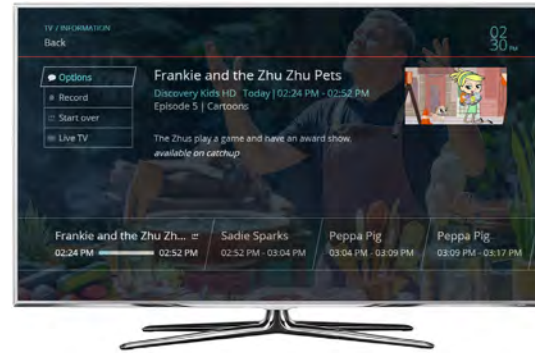 TV / INFORMATION
Back
02
30 PM
Options
Record
Start over
Live TV
Frankie and the Zhu Zhu Pets
Discovery Kids HD Today | 02:24 PM - 02:52 PM
Episode 5 | Cartoons
The Zhus play a game and have an award show.
available on catchup
Frankie and the Zhu Zh...
02:24 PM 02:52 PM
Sadie Sparks
02:52 PM - 03:04 PM
Peppa Pig
03:04 PM - 03:09 PM
Peppa Pig
03:09 PM - 03:17 PM